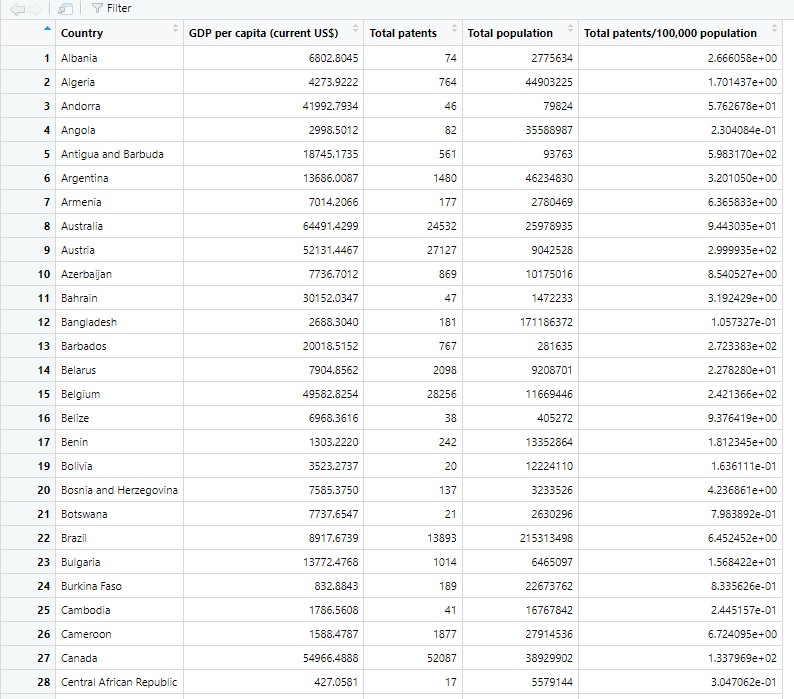 Filter
Country GDP per capita (current US$) Total patents Total population Total patents/100,000 population
1 Albania 6802.8045 74 2775634 2.666058e+00
2 Algeria 4273.9222 764 44903225 1.701437e+00
3 Andorra 41992.7934 46 79824 5.762678e+01
4 Angola 2998.5012 82 35588987 2.304084e-01
5 Antigua and Barbuda 18745.1735 561 93763 5.983170e+02
6 Argentina 13686.0087 1480 46234830 3.201050e+00
7 Armenia 7014.2066 177 2780469 6.365833e+00
8 Australia 64491.4299 24532 25978935 9.443035e+01
9 Austria 52131.4467 27127 9042528 2.999935e+02
10 Azerbaijan 7736.7012 869 10175016 8.540527e+00
11 Bahrain 30152.0347 47 1472233 3.192429e+00
12 Bangladesh 2688.3040 181 171186372 1.057327e-01
13 Barbados 20018.5152 767 281635 2.723383e+02
14 Belarus 7904.8562 2098 9208701 2.278280e+01
15 Belgium 49582.8254 28256 11669446 2.421366e+02
16 Belize 6968.3616 38 405272 9.376419e+00
17 Benin 1303.2220 242 13352864 1.812345e+00
19 Bolivia 3523.2737 20 12224110 1.636111e-01
20 Bosnia and Herzegovina 7585.3750 137 3233526 4.236861e+00
21 Botswana 7737.6547 21 2630296 7.983892e-01
22 Brazil 8917.6739 13893 215313498 6.452452e+00
23 Bulgaria 13772.4768 1014 6465097 1.568422e+01
24 Burkina Faso 832.8843 189 22673762 8.335626e-01
25 Cambodia 1786.5608 41 16767842 2.445157e-01
26 Cameroon 1588.4787 1877 27914536 6.724095e+00
27 Canada 54966.4888 52087 38929902 1.337969e+02
28 Central African Republic 427.0581 17 5579144 3.047062e-01